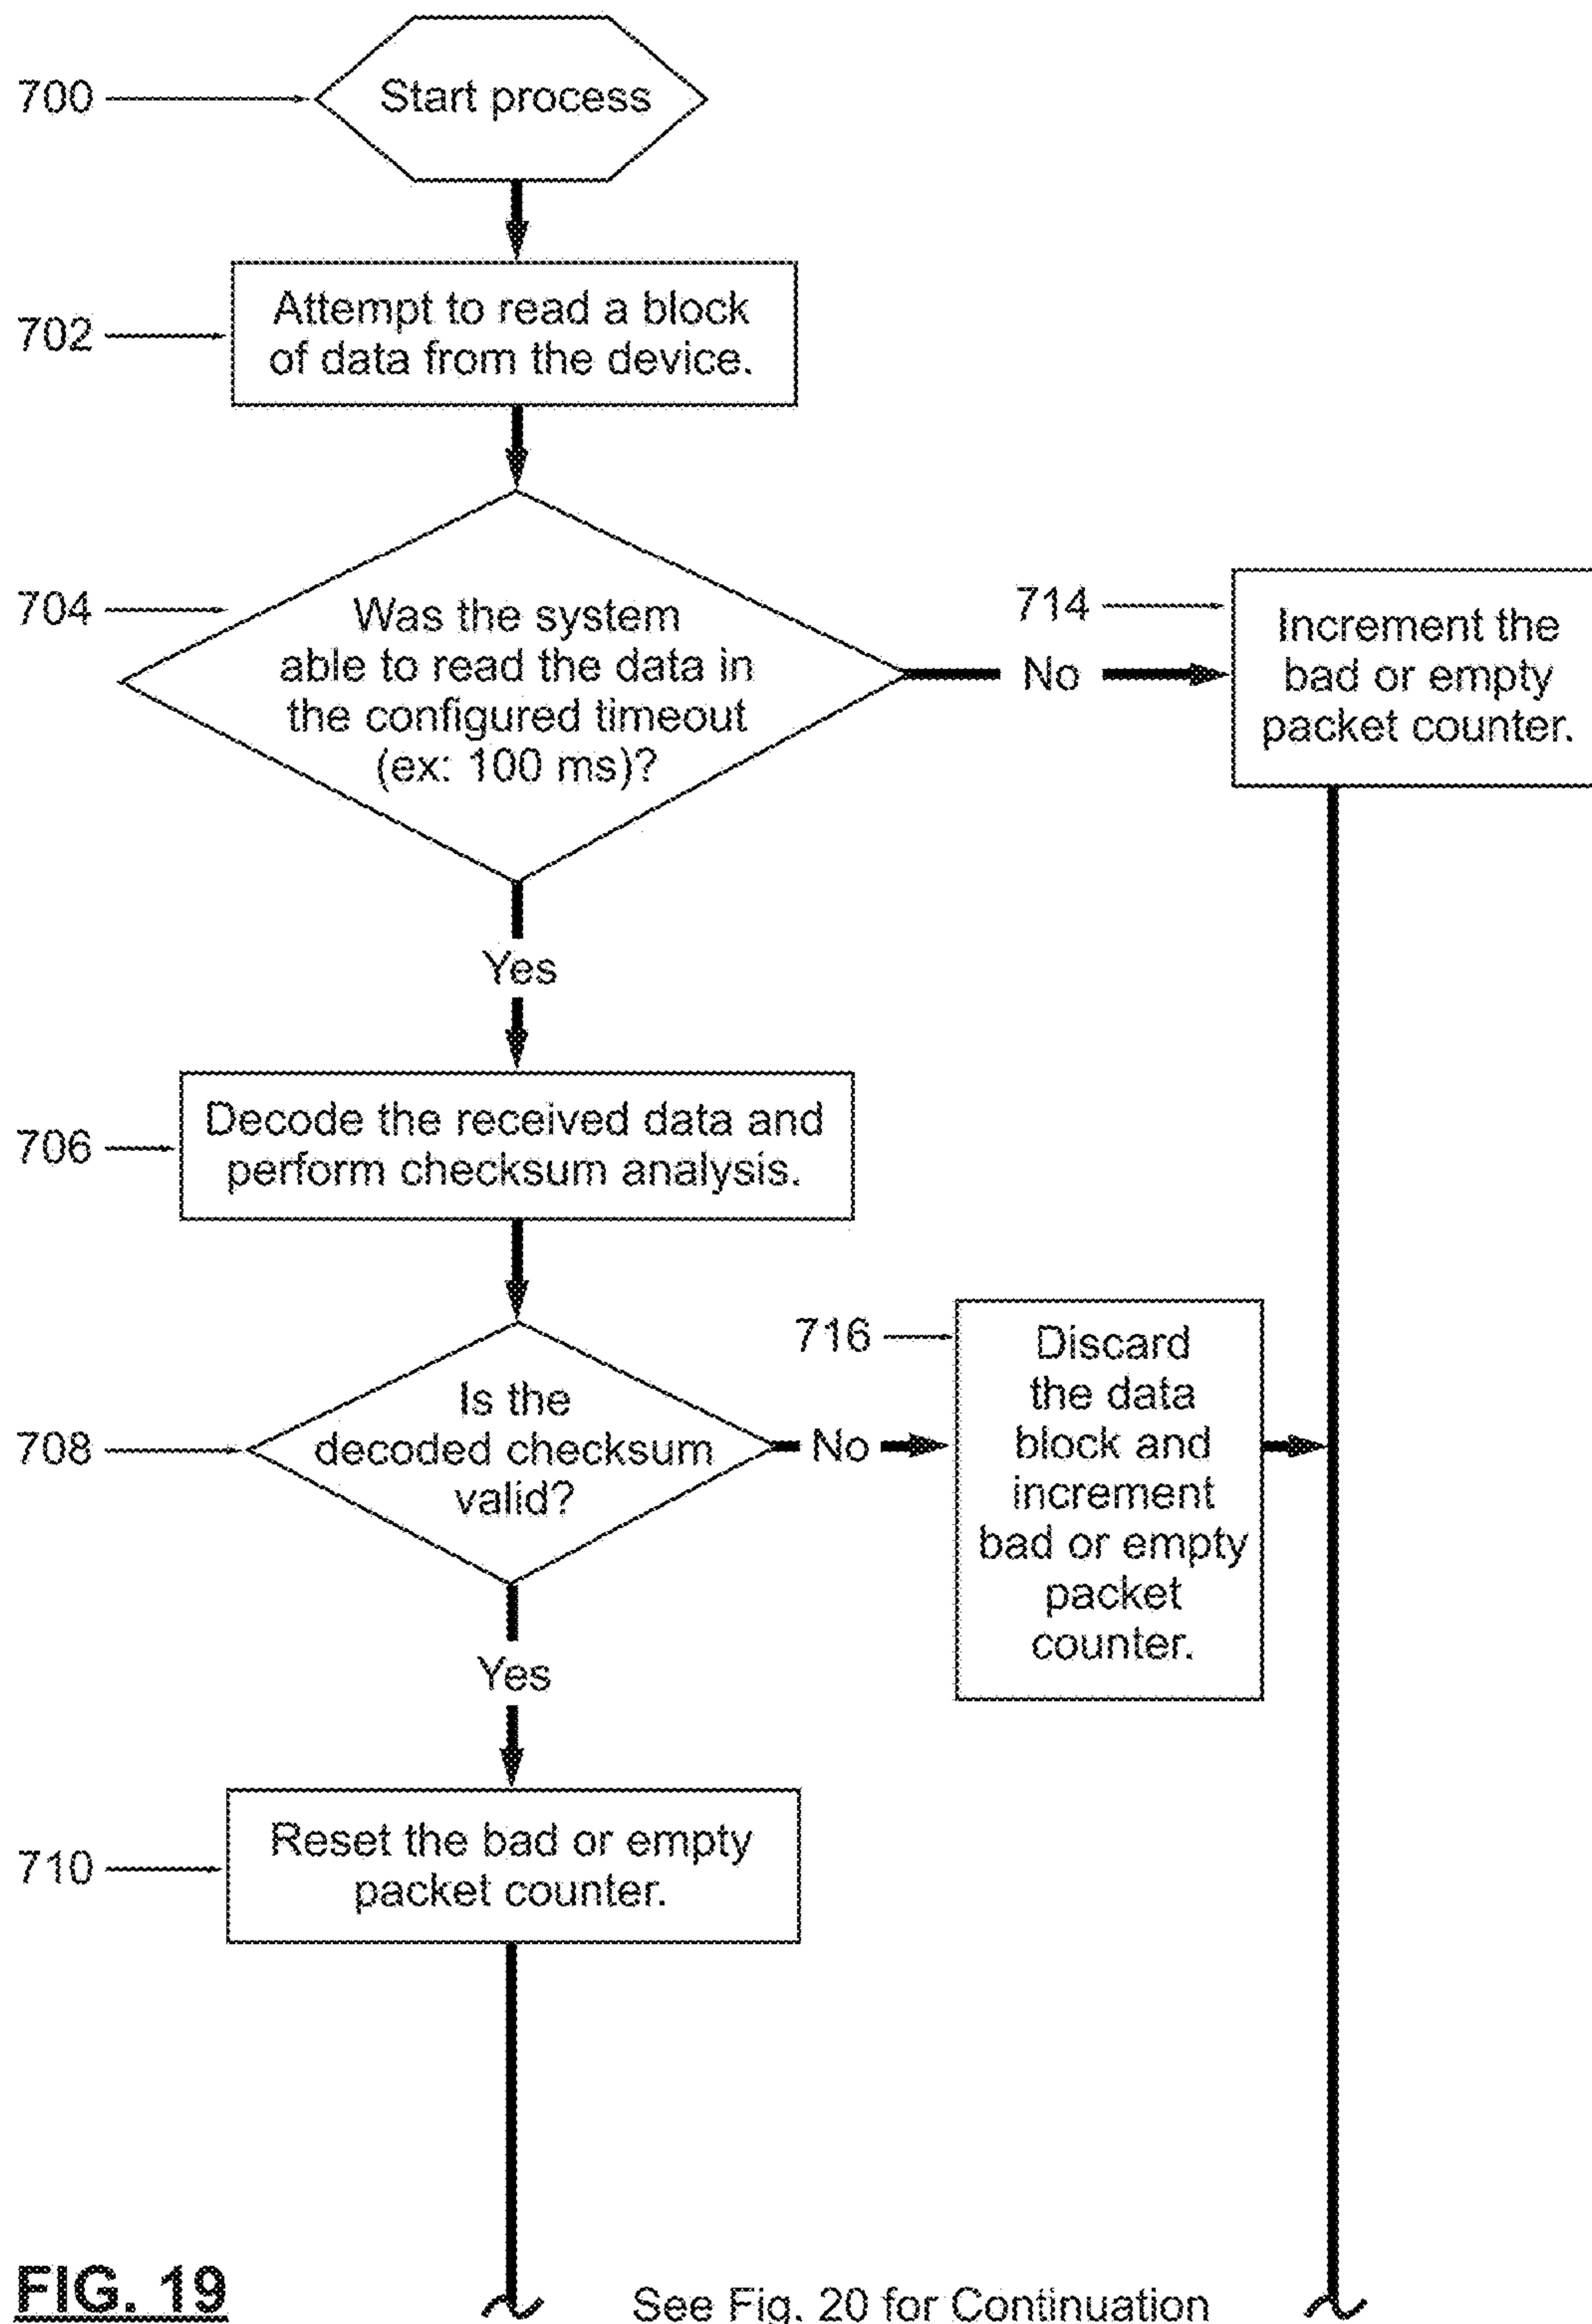 700
Start process
702
Attempt to read a block
of data from the device.
704
Was the system
able to read the data in
the configured timeout
(ex: 100 ms)?
No
714
Increment the
bad or empty
packet counter.
Yes
706
Decode the received data and
perform checksum analysis.
708
Is the
decoded checksum
valid?
No
716
Discard
the data
block and
increment
bad or empty
packet
counter.
Yes
710
Reset the bad or empty
packet counter.
FIG. 19
See Fig. 20 for Continuation